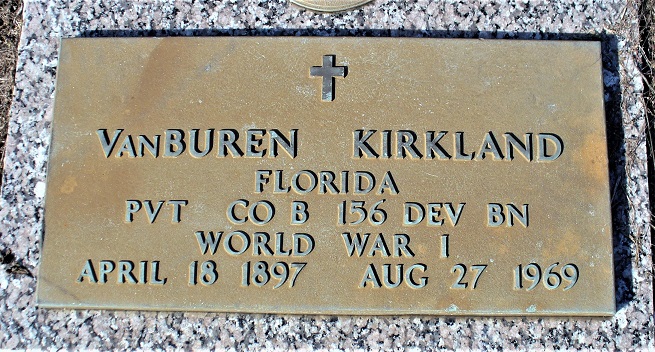 VanBUREN KIRKLAND
FLORIDA
PVT CO B 156 DEV BN
WORLD WAR I
APRIL 18 1897 AUG 27 1969